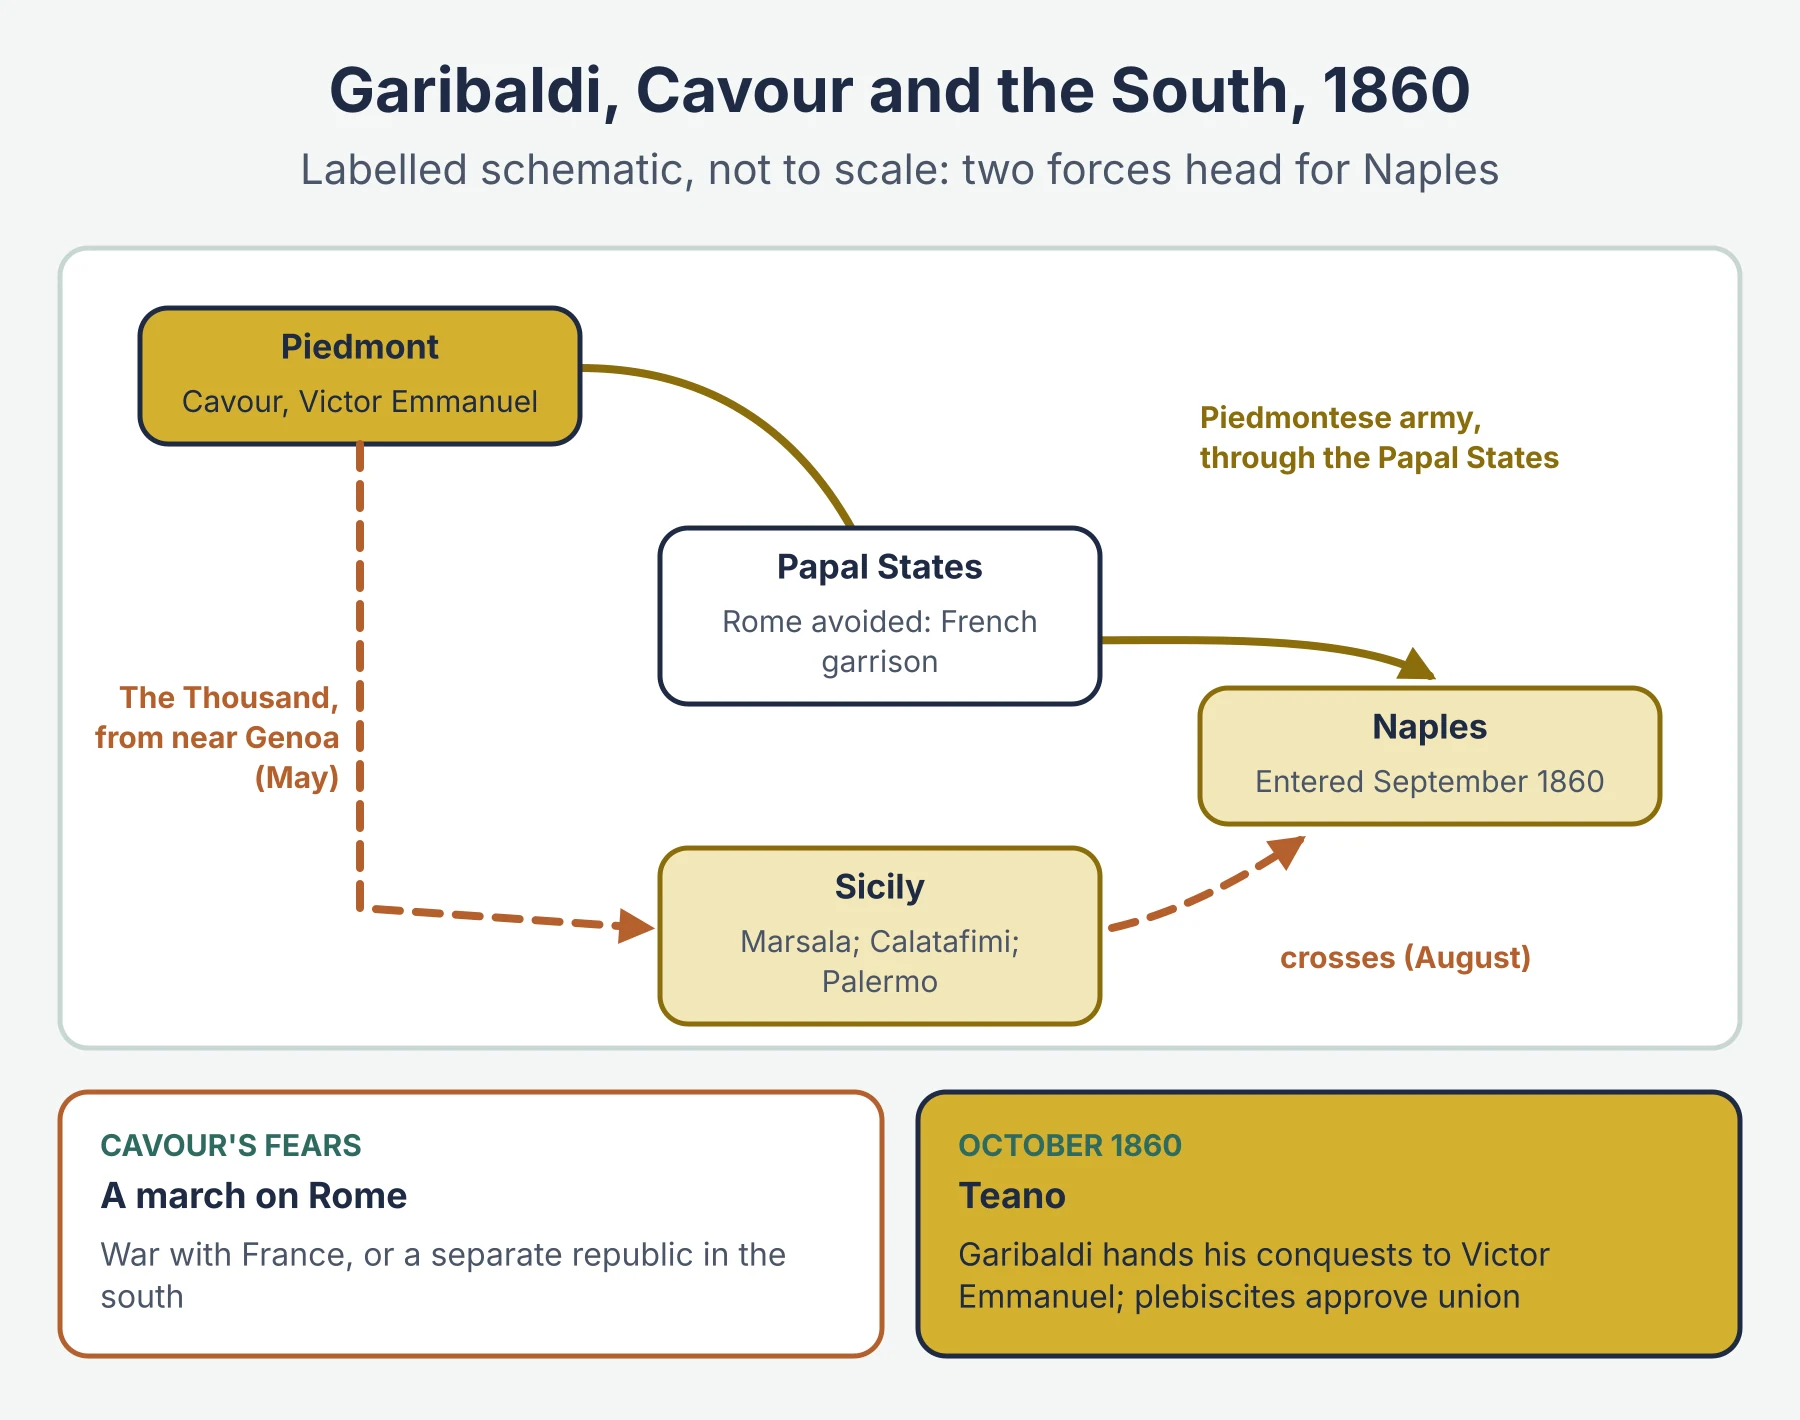 Garibaldi, Cavour and the South, 1860
Labelled schematic, not to scale: two forces head for Naples
Piedmont
Cavour, Victor Emmanuel
Piedmontese army,
through the Papal States
Papal States
Rome avoided: French
garrison
The Thousand,
from near Genoa
(May)
Naples
Entered September 1860
Sicily
Marsala; Calatafimi;
Palermo
crosses (August)
CAVOUR'S FEARS
A march on Rome
War with France, or a separate republic in the
south
OCTOBER 1860
Teano
Garibaldi hands his conquests to Victor
Emmanuel; plebiscites approve union